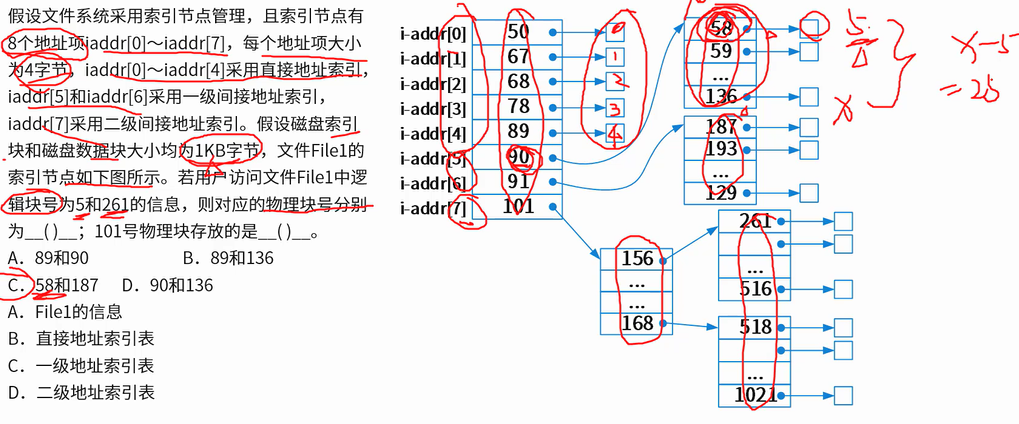 假设文件系统采用索引节点管理，且索引节点有
8个地址项iaddr[0]～iaddr[7]，每个地址项大小
为4字节，iaddr[0]～iaddr[4]采用直接地址索引，
iaddr[5]和iaddr[6]采用一级间接地址索引，
iaddr[7]采用二级间接地址索引。假设磁盘索引
块和磁盘数据块大小均为1KB字节，文件File1的
索引节点如下图所示。若用户访问文件File1中逻
辑块号为5和261的信息，则对应的物理块号分别
为__( )__；101号物理块存放的是__( )__。
A．89和90 B．89和136
C．58和187 D．90和136
A．File1的信息
B．直接地址索引表
C．一级地址索引表
D．二级地址索引表
i-addr[0] 50 0
i-addr[1] 67 1
i-addr[2] 68 2
i-addr[3] 78 3
i-addr[4] 89 4
i-addr[5] 90
i-addr[6] 91
i-addr[7] 101
58
59
...
136
187
193
...
129
156
...
...
168
261
...
516
518
...
1021
5
x
x-5